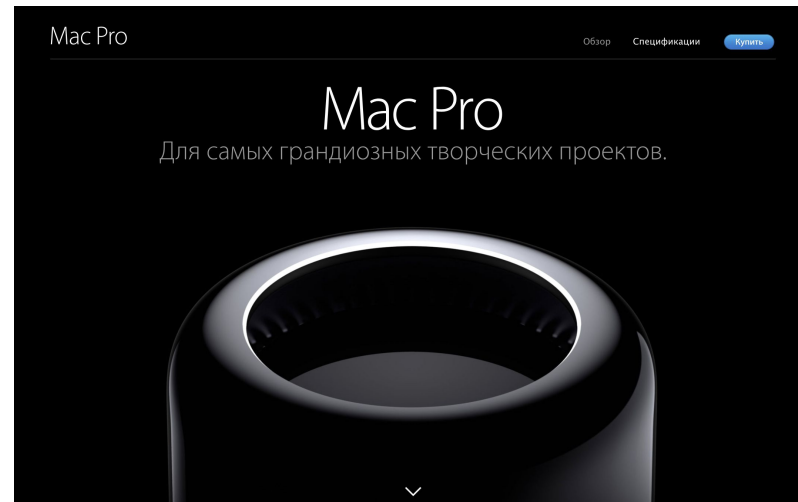 Mac Pro
Обзор Спецификации Купить
Mac Pro
Для самых грандиозных творческих проектов.